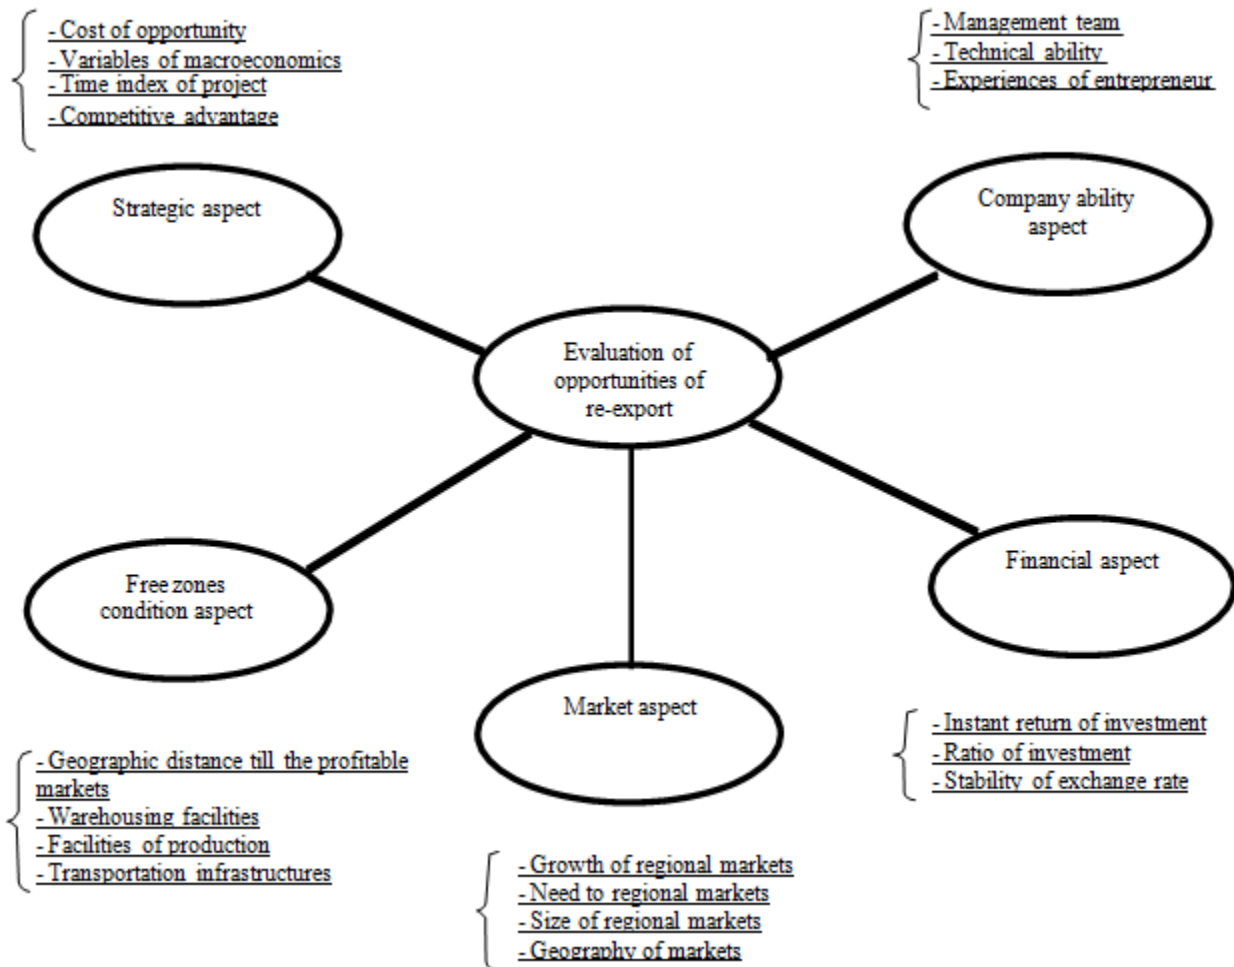 - Cost of opportunity
- Variables of macroeconomics
- Time index of project
- Competitive advantage
- Management team
- Technical ability
- Experiences of entrepreneur
Strategic aspect
Company ability
aspect
Evaluation of
opportunities of
re-export
Free zones
condition aspect
Financial aspect
Market aspect
- Geographic distance till the profitable
markets
- Warehousing facilities
- Facilities of production
- Transportation infrastructures
- Instant return of investment
- Ratio of investment
- Stability of exchange rate
- Growth of regional markets
- Need to regional markets
- Size of regional markets
- Geography of markets